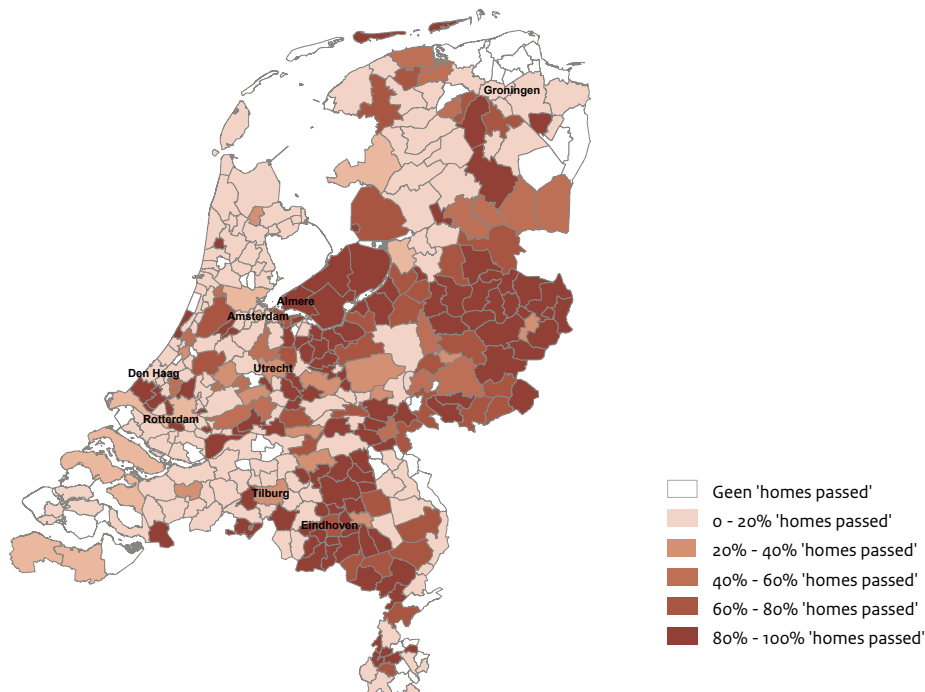 Groningen
Almere
Amsterdam
Utrecht
Den Haag
Rotterdam
Tilburg
Eindhoven
Geen 'homes passed'
0 - 20% 'homes passed'
20% - 40% 'homes passed'
40% - 60% 'homes passed'
60% - 80% 'homes passed'
80% - 100% 'homes passed'